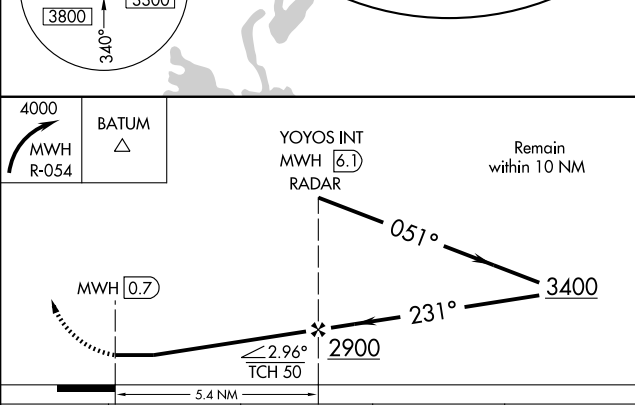 3300
3800
340°
4000
MWH
R-054
BATUM
YOYOS INT
MWH 6.1
RADAR
Remain
within 10 NM
051°
MWH 0.7
3400
231°
2.96°
TCH 50
2900
5.4 NM